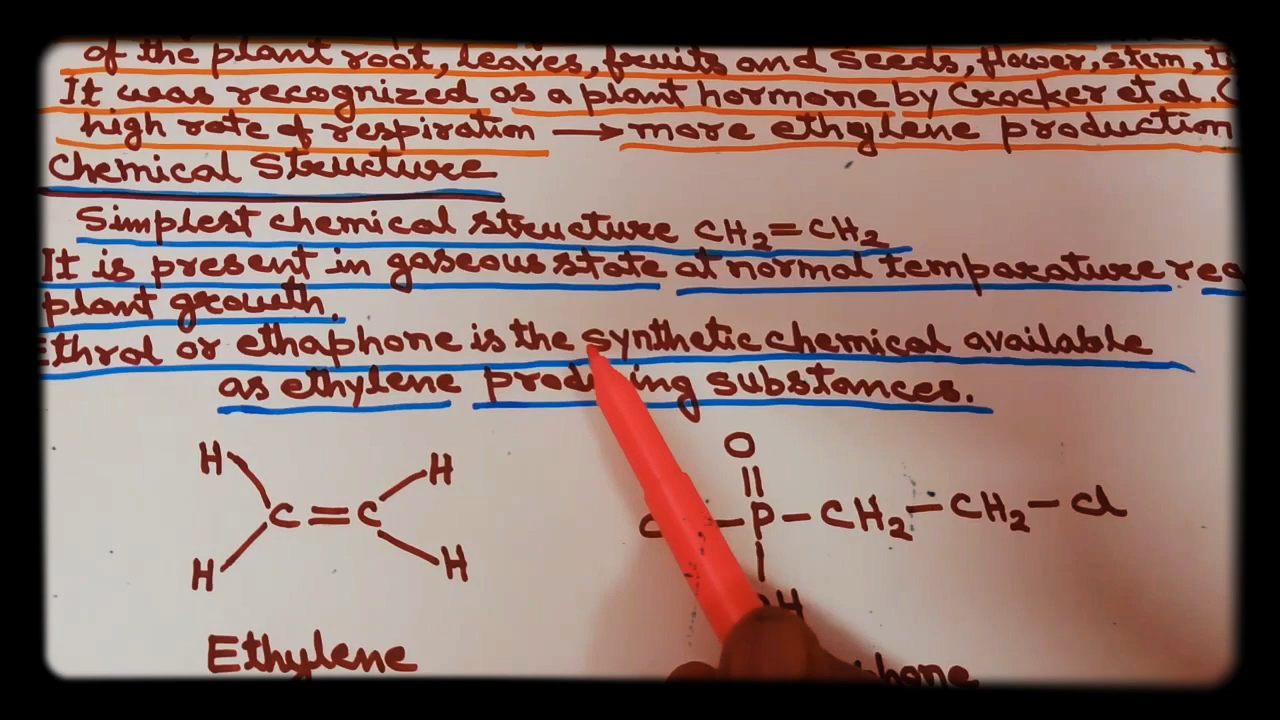 of the plant root, leaves, fruits and seeds, flower, stem,
It was recognized as a plant hormone by Crocker et al.
high rate of respiration → more ethylene production
Chemical Structure
Simplest chemical structure CH₂=CH₂
It is present in gaseous state at normal temparature
plant growth.
Ethrol or ethaphone is the synthetic chemical available
as ethylene producing substances.
H H
C=C
H H
Ethylene
O
P-CH₂-CH₂-Cl